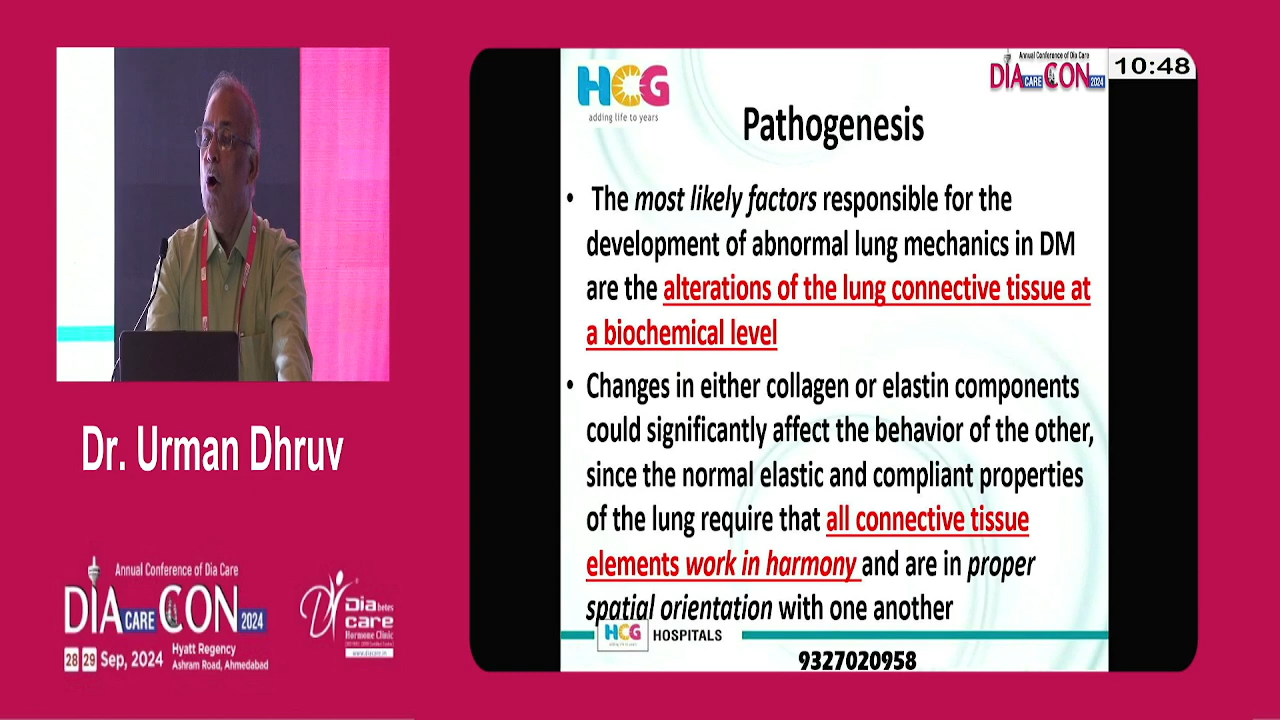 HCG
adding life to years
Annual Conference of Dia Care
DIA CARE CON 2024
10:48
Pathogenesis
• The most likely factors responsible for the
development of abnormal lung mechanics in DM
are the alterations of the lung connective tissue at
a biochemical level
• Changes in either collagen or elastin components
could significantly affect the behavior of the other,
since the normal elastic and compliant properties
of the lung require that all connective tissue
elements work in harmony and are in proper
spatial orientation with one another
HCG HOSPITALS
adding life to years
9327020958
Dr. Urman Dhruv
Annual Conference of Dia Care
DIA CARE CON 2024
28 29 Sep, 2024
Hyatt Regency
Ashram Road, Ahmedabad
Diabetes
care
Hormone Clinic